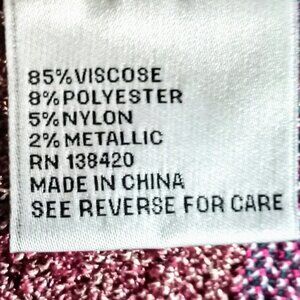 85%VISCOSE
8%POLYESTER
5%NYLON
2%METALLIC
RN 138420
MADE IN CHINA
SEE REVERSE FOR CARE